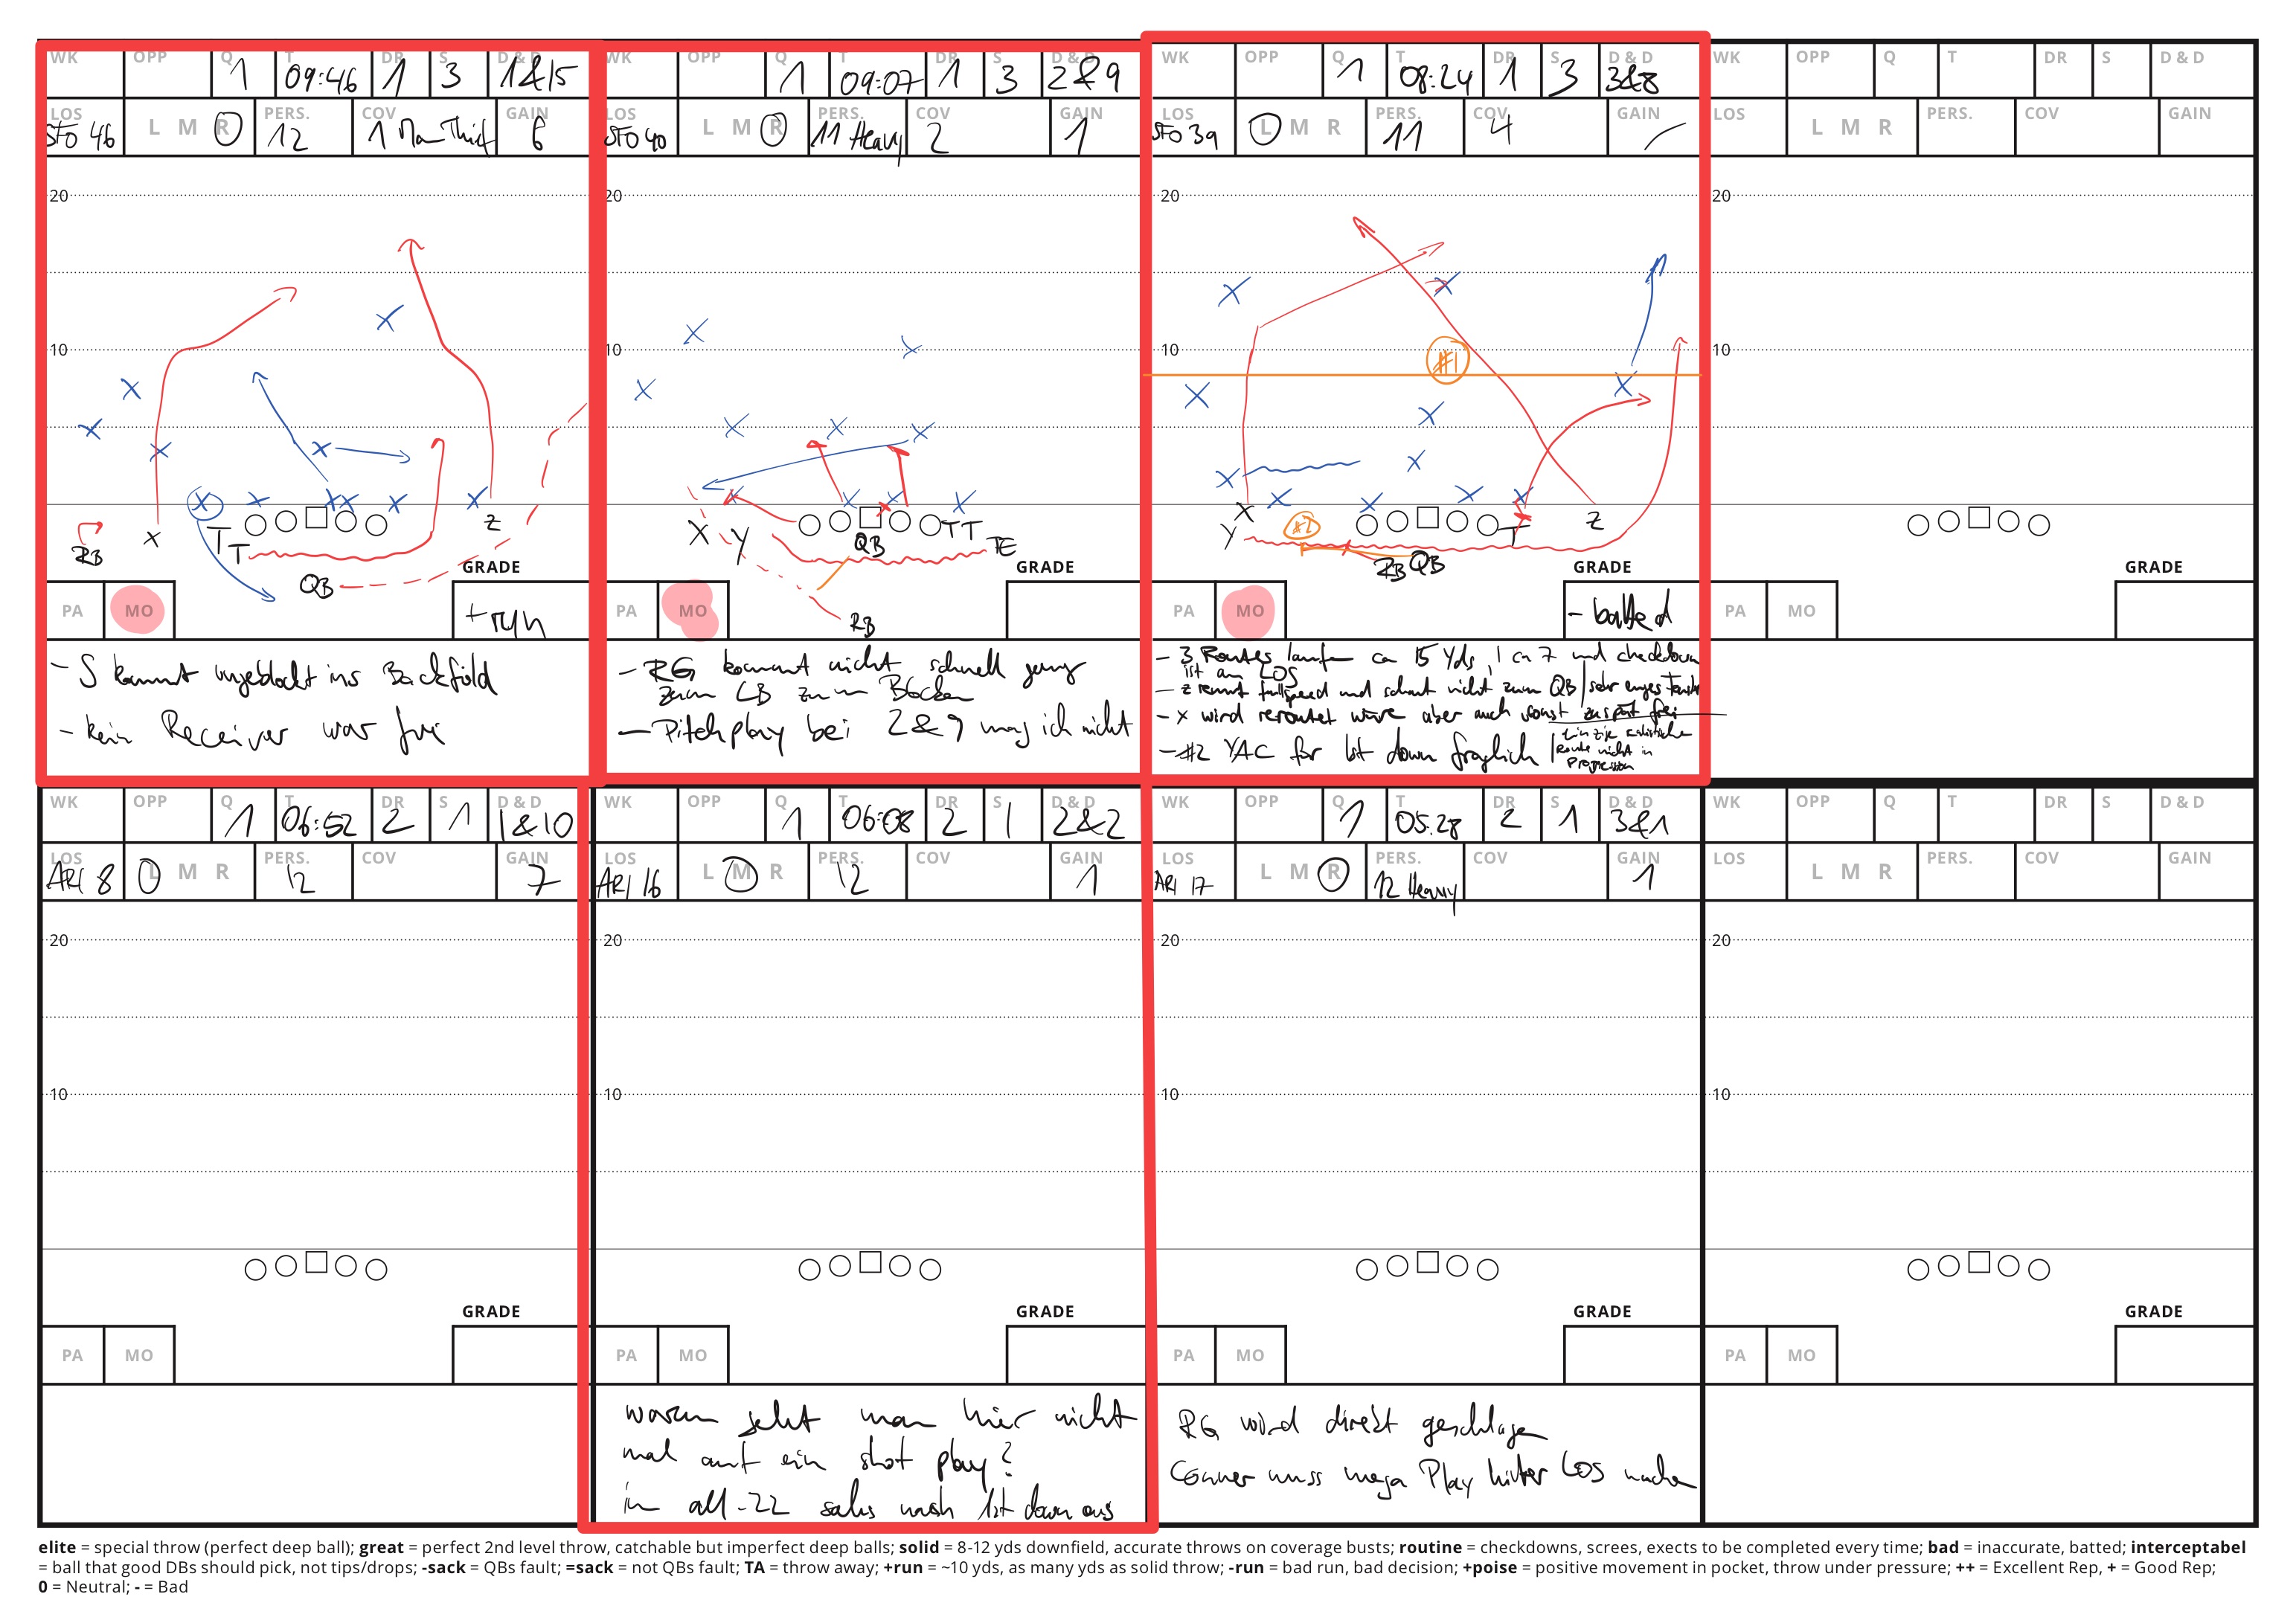 WK OPP Q 1 T 09:46 DR 1 S 3 D & D 1&15
LOS SFO 46 L M R PERS. 12 COV 1 Man Thief GAIN 6
20
10
RB X T T QB Z
GRADE
PA MO +run
- S kommt ungeblockt ins Backfield
- kein Receiver war frei
WK OPP Q 1 T 09:07 DR 1 S 3 D & D 2&9
LOS SFO 40 L M R PERS. 11 Heavy COV 2 GAIN 1
20
10
X Y QB TT TE
RB
GRADE
PA MO
- RG kommt nicht schnell genug
zum LB zum Blocken
- Pitchplay bei 2&9 mag ich nicht
WK OPP Q 1 T 08:24 DR 1 S 3 D & D 3&8
LOS SFO 39 L M R PERS. 11 COV 4 GAIN -
20
10
#1
X Y #2 T Z
RB QB
GRADE
PA MO - batted
- 3 Routes laufen ca 15 Yds, 1 ca 7 und checkdown
ist an LOS
- Z rennt fullspeed und schaut nicht zum QB / sehr enges
- X wird reroutet wäre aber auch sonst zu spät frei
- #2 YAC für 1st down fraglich / einzige realistische
Route nicht in
Progression
WK OPP Q T DR S D & D
LOS L M R PERS. COV GAIN
20
10
GRADE
PA MO
WK OPP Q 1 T 06:52 DR 2 S 1 D & D 1&10
LOS ARI 8 L M R PERS. 12 COV GAIN 7
20
10
GRADE
PA MO
WK OPP Q 1 T 06:08 DR 2 S 1 D & D 2&2
LOS ARI 16 L M R PERS. 12 COV GAIN 1
20
10
GRADE
PA MO
warum geht man hier nicht
mal auf ein shot play?
in all-22 sahs nach 1st down aus
WK OPP Q 1 T 05:28 DR 2 S 1 D & D 3&1
LOS ARI 17 L M R PERS. 12 Heavy COV GAIN 1
20
10
GRADE
PA MO
RG wird direkt geschlagen
Conner muss mega Play hinter LOS machen
WK OPP Q T DR S D & D
LOS L M R PERS. COV GAIN
20
10
GRADE
PA MO
elite = special throw (perfect deep ball); great = perfect 2nd level throw, catchable but imperfect deep balls; solid = 8-12 yds downfield, accurate throws on coverage busts; routine = checkdowns, screes, exects to be completed every time; bad = inaccurate, batted; interceptabel
= ball that good DBs should pick, not tips/drops; -sack = QBs fault; =sack = not QBs fault; TA = throw away; +run = ~10 yds, as many yds as solid throw; -run = bad run, bad decision; +poise = positive movement in pocket, throw under pressure; ++ = Excellent Rep, + = Good Rep;
0 = Neutral; - = Bad